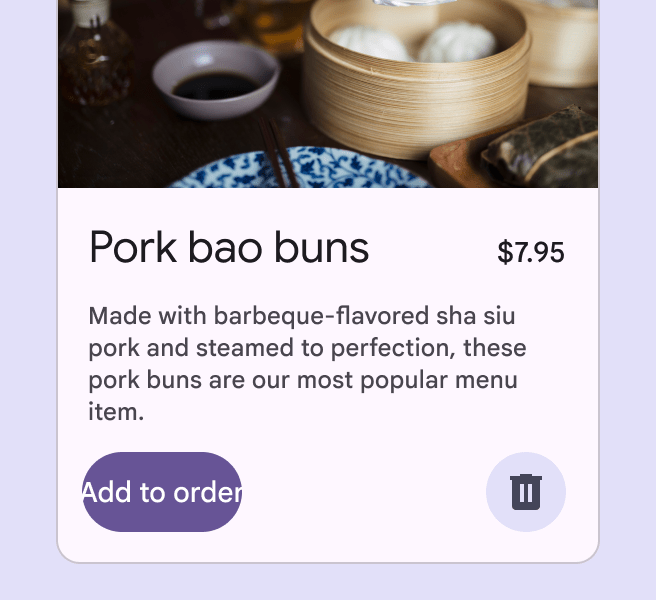 Pork bao buns
$7.95
Made with barbeque-flavored sha siu
pork and steamed to perfection, these
pork buns are our most popular menu
item.
Add to order